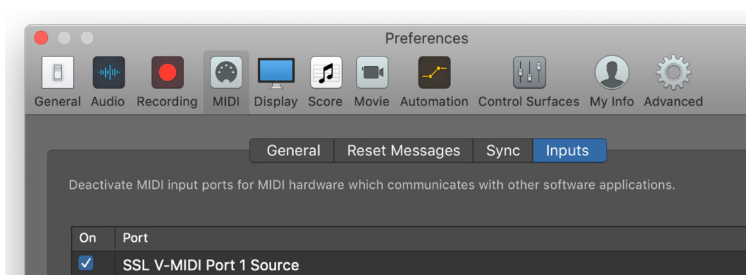 Preferences
General Audio Recording MIDI Display Score Movie Automation Control Surfaces My Info Advanced
General Reset Messages Sync Inputs
Deactivate MIDI input ports for MIDI hardware which communicates with other software applications.
On Port
SSL V-MIDI Port 1 Source